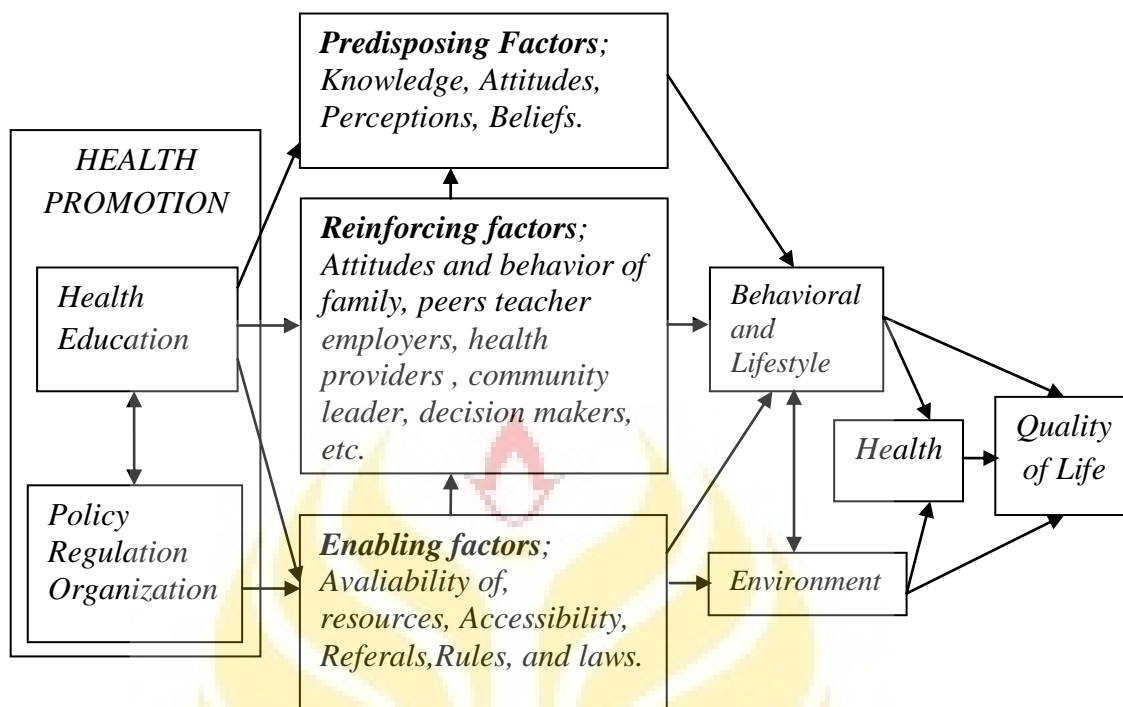 HEALTH
PROMOTION
Health
Education
Policy
Regulation
Organization
Predisposing Factors;
Knowledge, Attitudes,
Perceptions, Beliefs.
Reinforcing factors;
Attitudes and behavior of
family, peers teacher
employers, health
providers , community
leader, decision makers,
etc.
Enabling factors;
Avaliability of,
resources, Accessibility,
Referals,Rules, and laws.
Behavioral
and
Lifestyle
Environment
Health
Quality
of Life